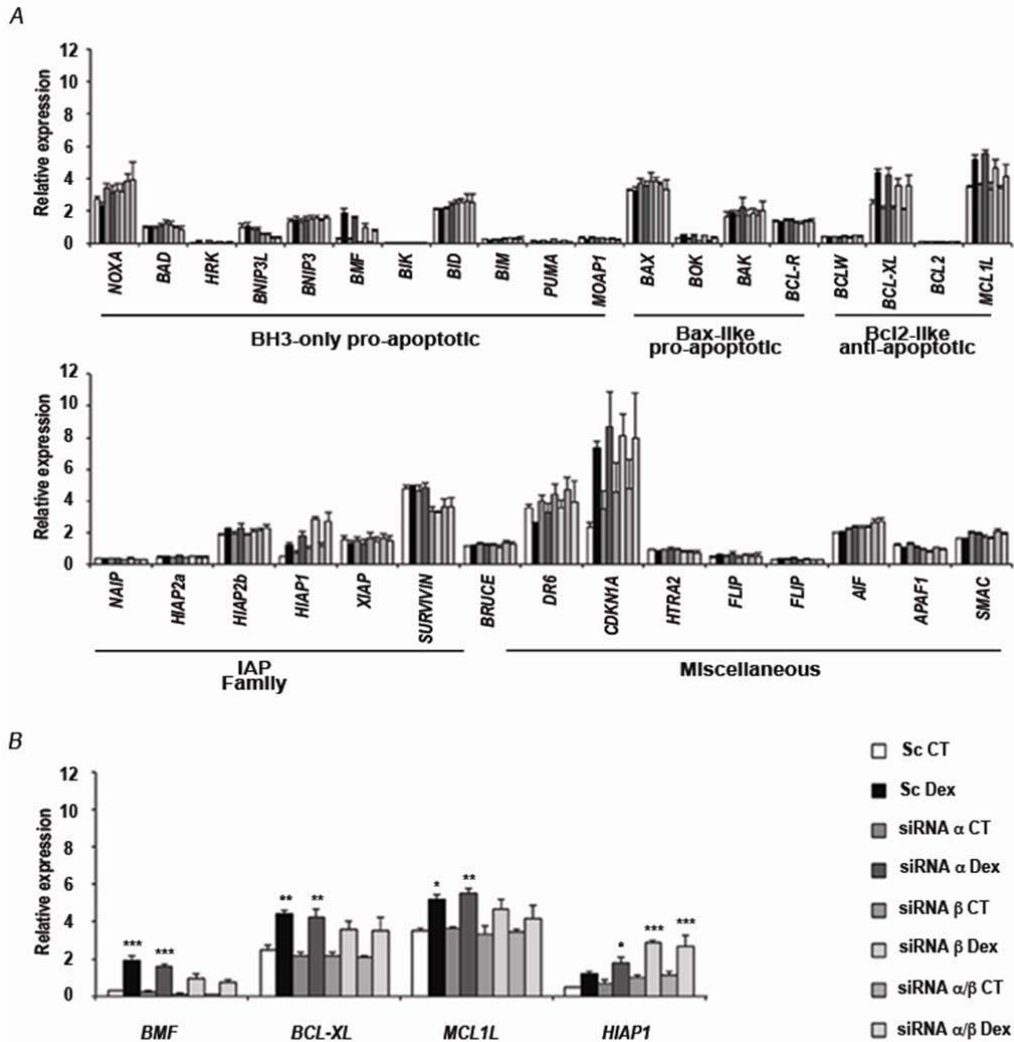 A
12
10
8
6
4
2
0
Relative expression
NOXA
BAD
HRK
BNIP3L
BNIP3
BMF
BIK
BID
BIM
PUMA
MOAP1
BAX
BOK
BAK
BCL-R
BCLW
BCL-XL
BCL2
MCL1L
BH3-only pro-apoptotic
Bax-like
pro-apoptotic
Bcl2-like
anti-apoptotic
12
10
8
6
4
2
0
Relative expression
NAIP
HIAP2a
HIAP2b
HIAP1
XIAP
SURVIVIN
BRUCE
DR6
CDKN1A
HTRA2
FLIP
FLIP
AIF
APAF1
SMAC
IAP
Family
Miscellaneous
B
12
10
8
6
4
2
0
Relative expression
*** ***
** **
* **
* *** ***
BMF
BCL-XL
MCL1L
HIAP1
Sc CT
Sc Dex
siRNA α CT
siRNA α Dex
siRNA β CT
siRNA β Dex
siRNA α/β CT
siRNA α/β Dex